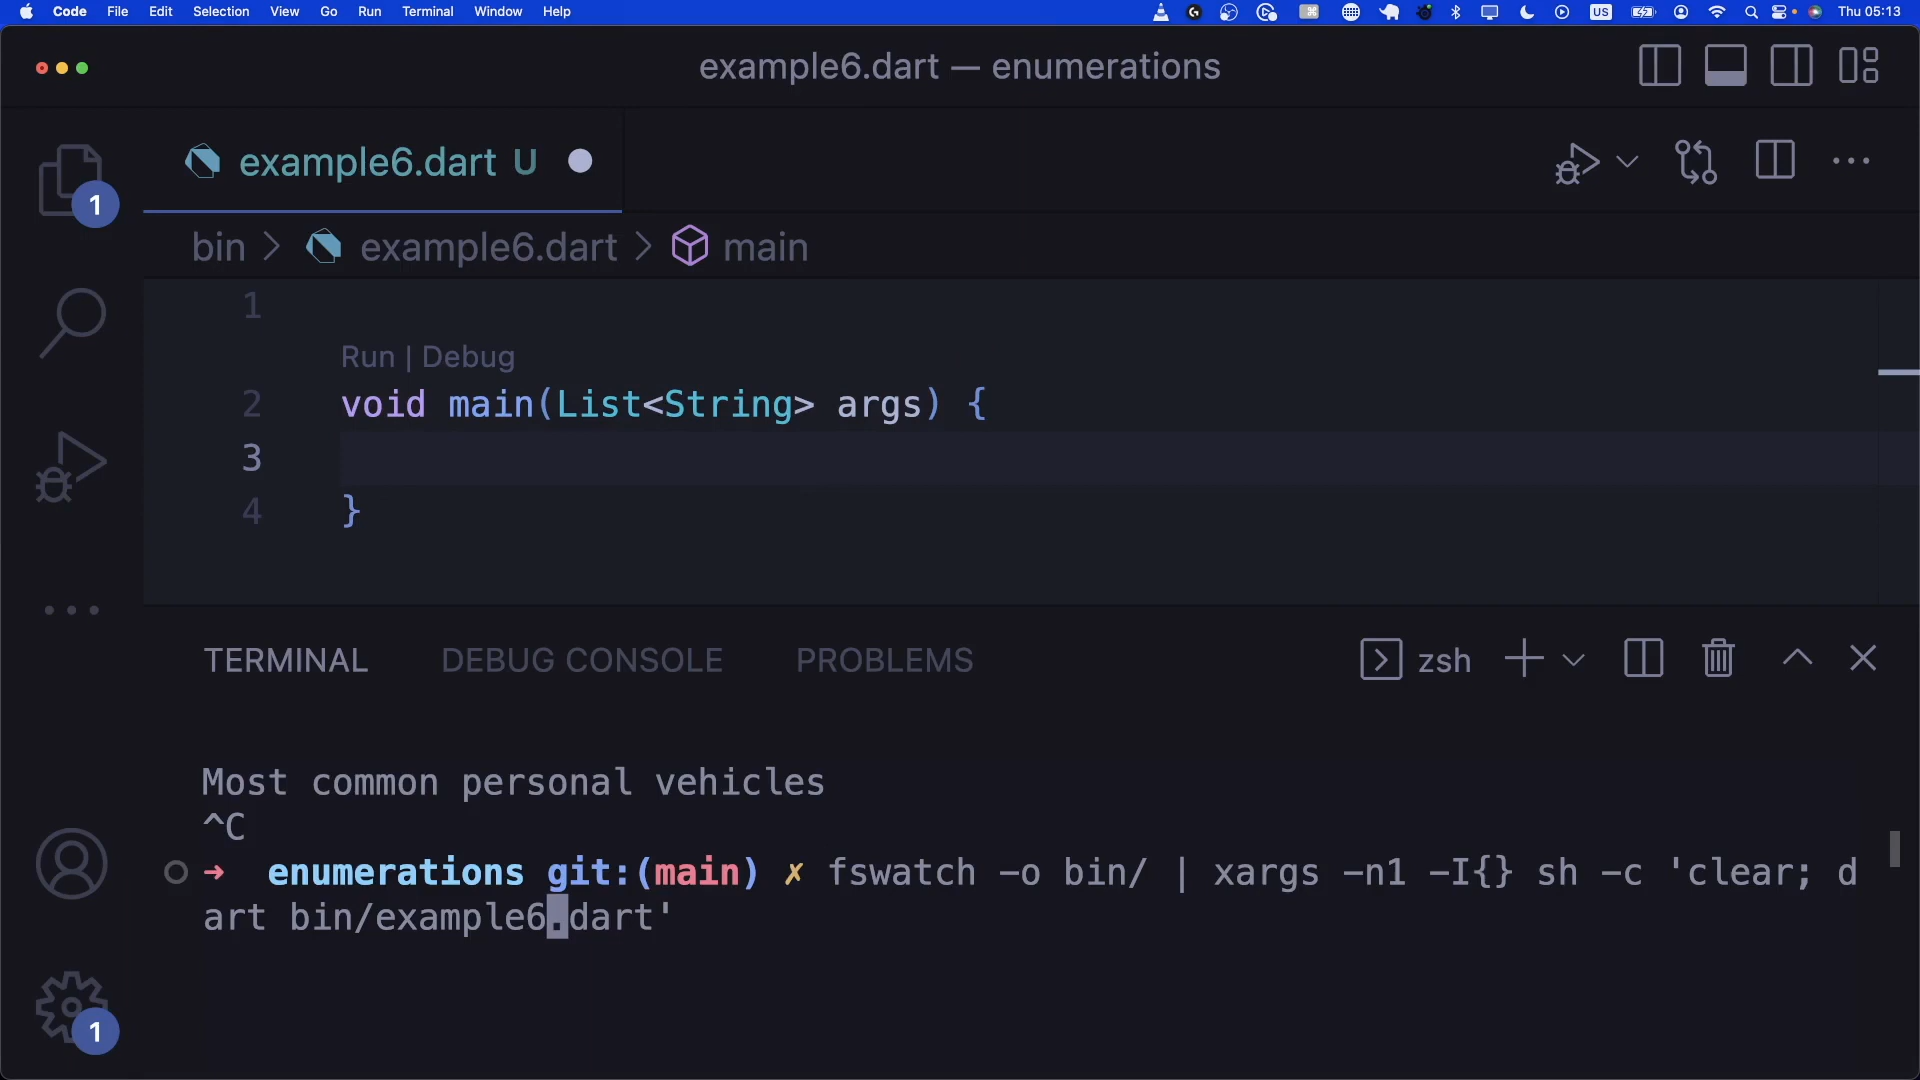 Code File Edit Selection View Go Run Terminal Window Help US Thu 05:13
example6.dart — enumerations
example6.dart U
1
bin > example6.dart > main
1
Run | Debug
2 void main(List<String> args) {
3
4 }
TERMINAL DEBUG CONSOLE PROBLEMS zsh
Most common personal vehicles
^C
➜ enumerations git:(main) ✗ fswatch -o bin/ | xargs -n1 -I{} sh -c 'clear; d
art bin/example6.dart'
1